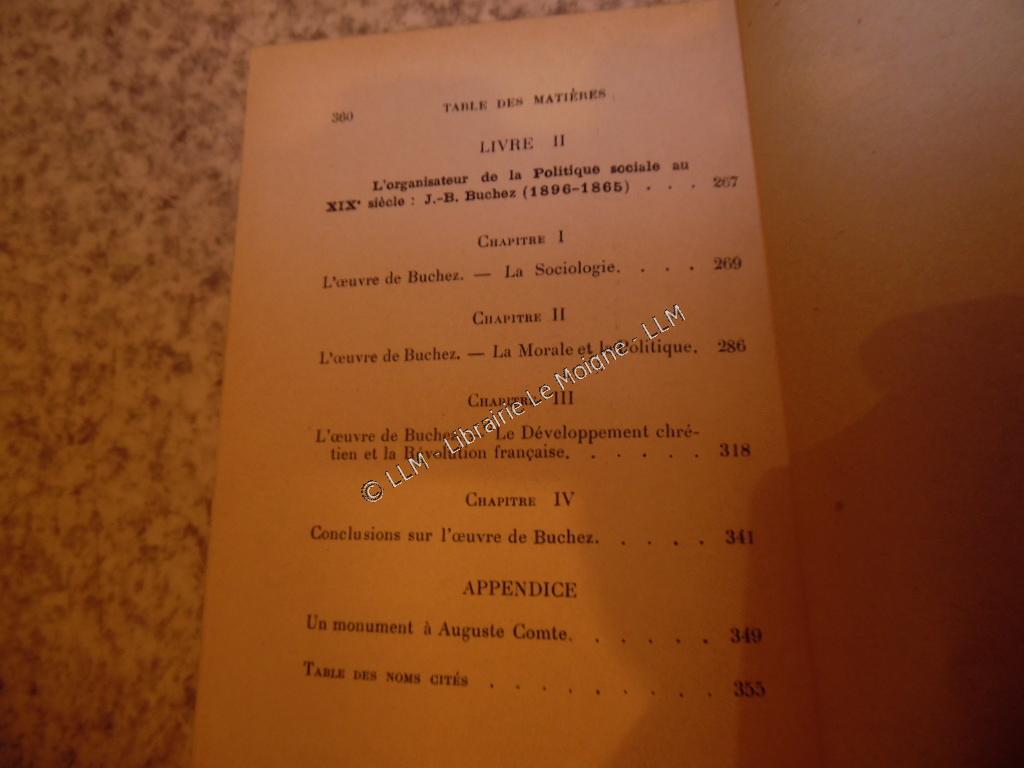 360 TABLE DES MATIÈRES
LIVRE II
L'organisateur de la Politique sociale au
XIXe siècle : J.-B. Buchez (1896-1865) . . . 267
CHAPITRE I
L'œuvre de Buchez. — La Sociologie. . . . 269
CHAPITRE II
L'œuvre de Buchez. — La Morale et la Politique. 286
CHAPITRE III
L'œuvre de Buchez. — Le Développement chré-
tien et la Révolution française. . . . . . 318
CHAPITRE IV
Conclusions sur l'œuvre de Buchez. . . . . 341
APPENDICE
Un monument à Auguste Comte. . . . . . 349
TABLE DES NOMS CITÉS . . . . . . . . . 355
© LLM - Librairie Le Moigne - LLM